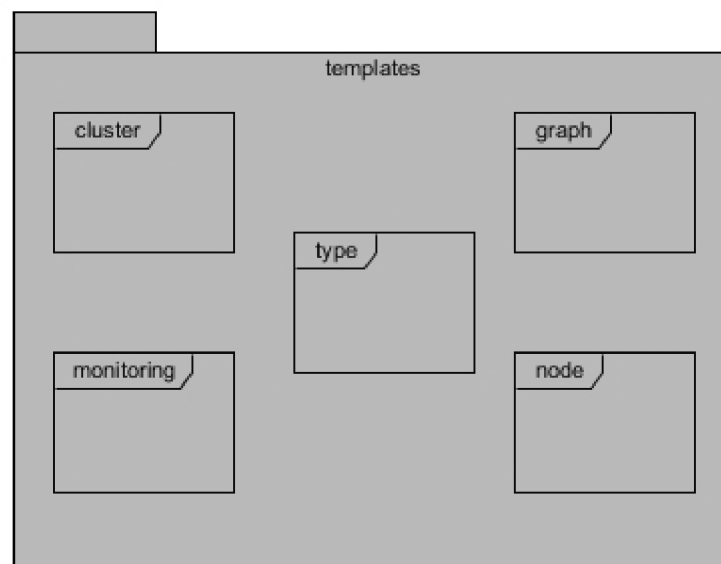 templates
cluster
graph
type
monitoring
node